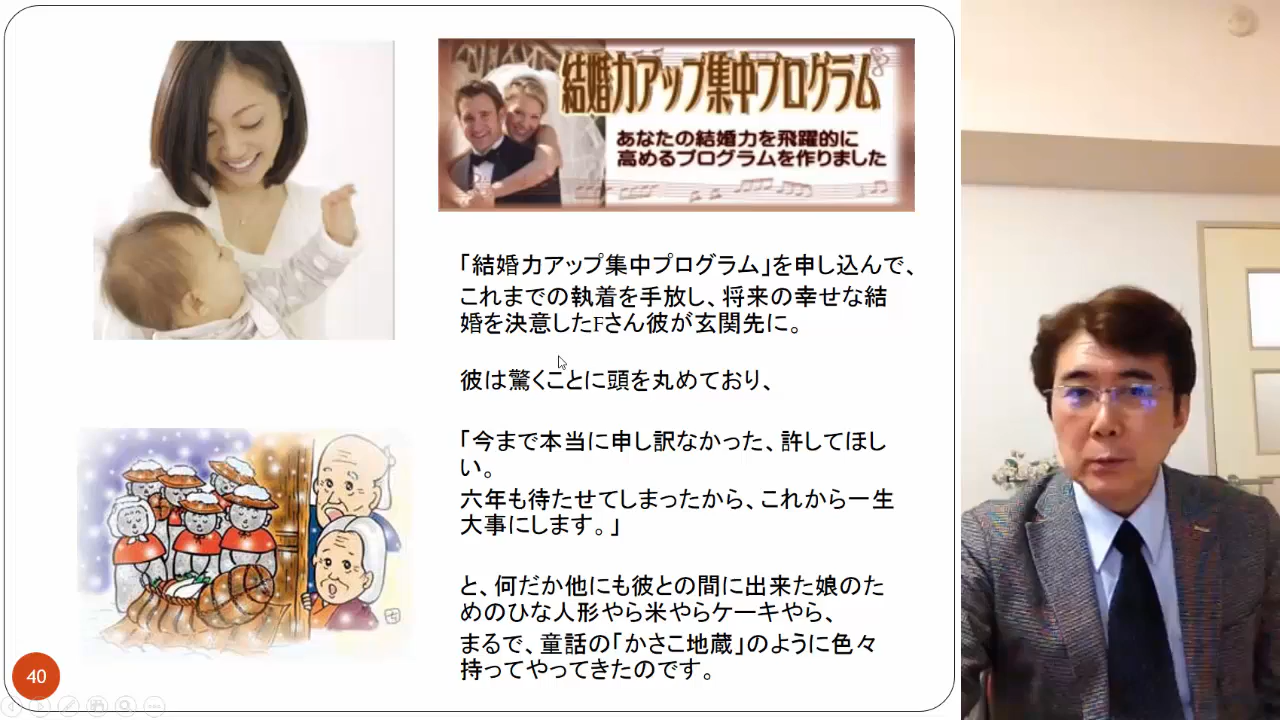 結婚力アップ集中プログラム
あなたの結婚力を飛躍的に
高めるプログラムを作りました
「結婚力アップ集中プログラム」を申し込んで、
これまでの執着を手放し、将来の幸せな結
婚を決意したFさん彼が玄関先に。
彼は驚くことに頭を丸めており、
「今まで本当に申し訳なかった、許してほし
い。
六年も待たせてしまったから、これから一生
大事にします。」
と、何だか他にも彼との間に出来た娘のた
めのひな人形やら米やらケーキやら、
まるで、童話の「かさこ地蔵」のように色々
持ってやってきたのです。
40